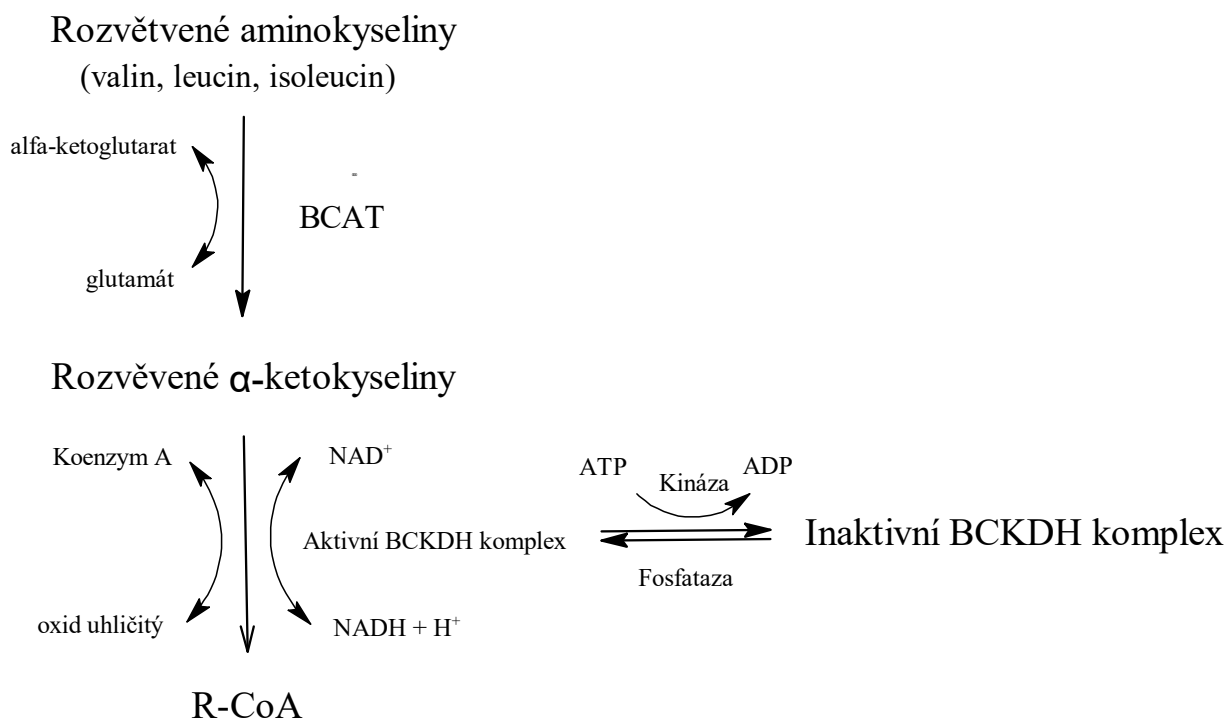 Rozvětvené aminokyseliny
(valin, leucin, isoleucin)
alfa-ketoglutarat
BCAT
glutamát
Rozvěvené α-ketokyseliny
Koenzym A
NAD⁺
ATP
Kináza
ADP
Aktivní BCKDH komplex
Inaktivní BCKDH komplex
Fosfataza
oxid uhličitý
NADH + H⁺
R-CoA